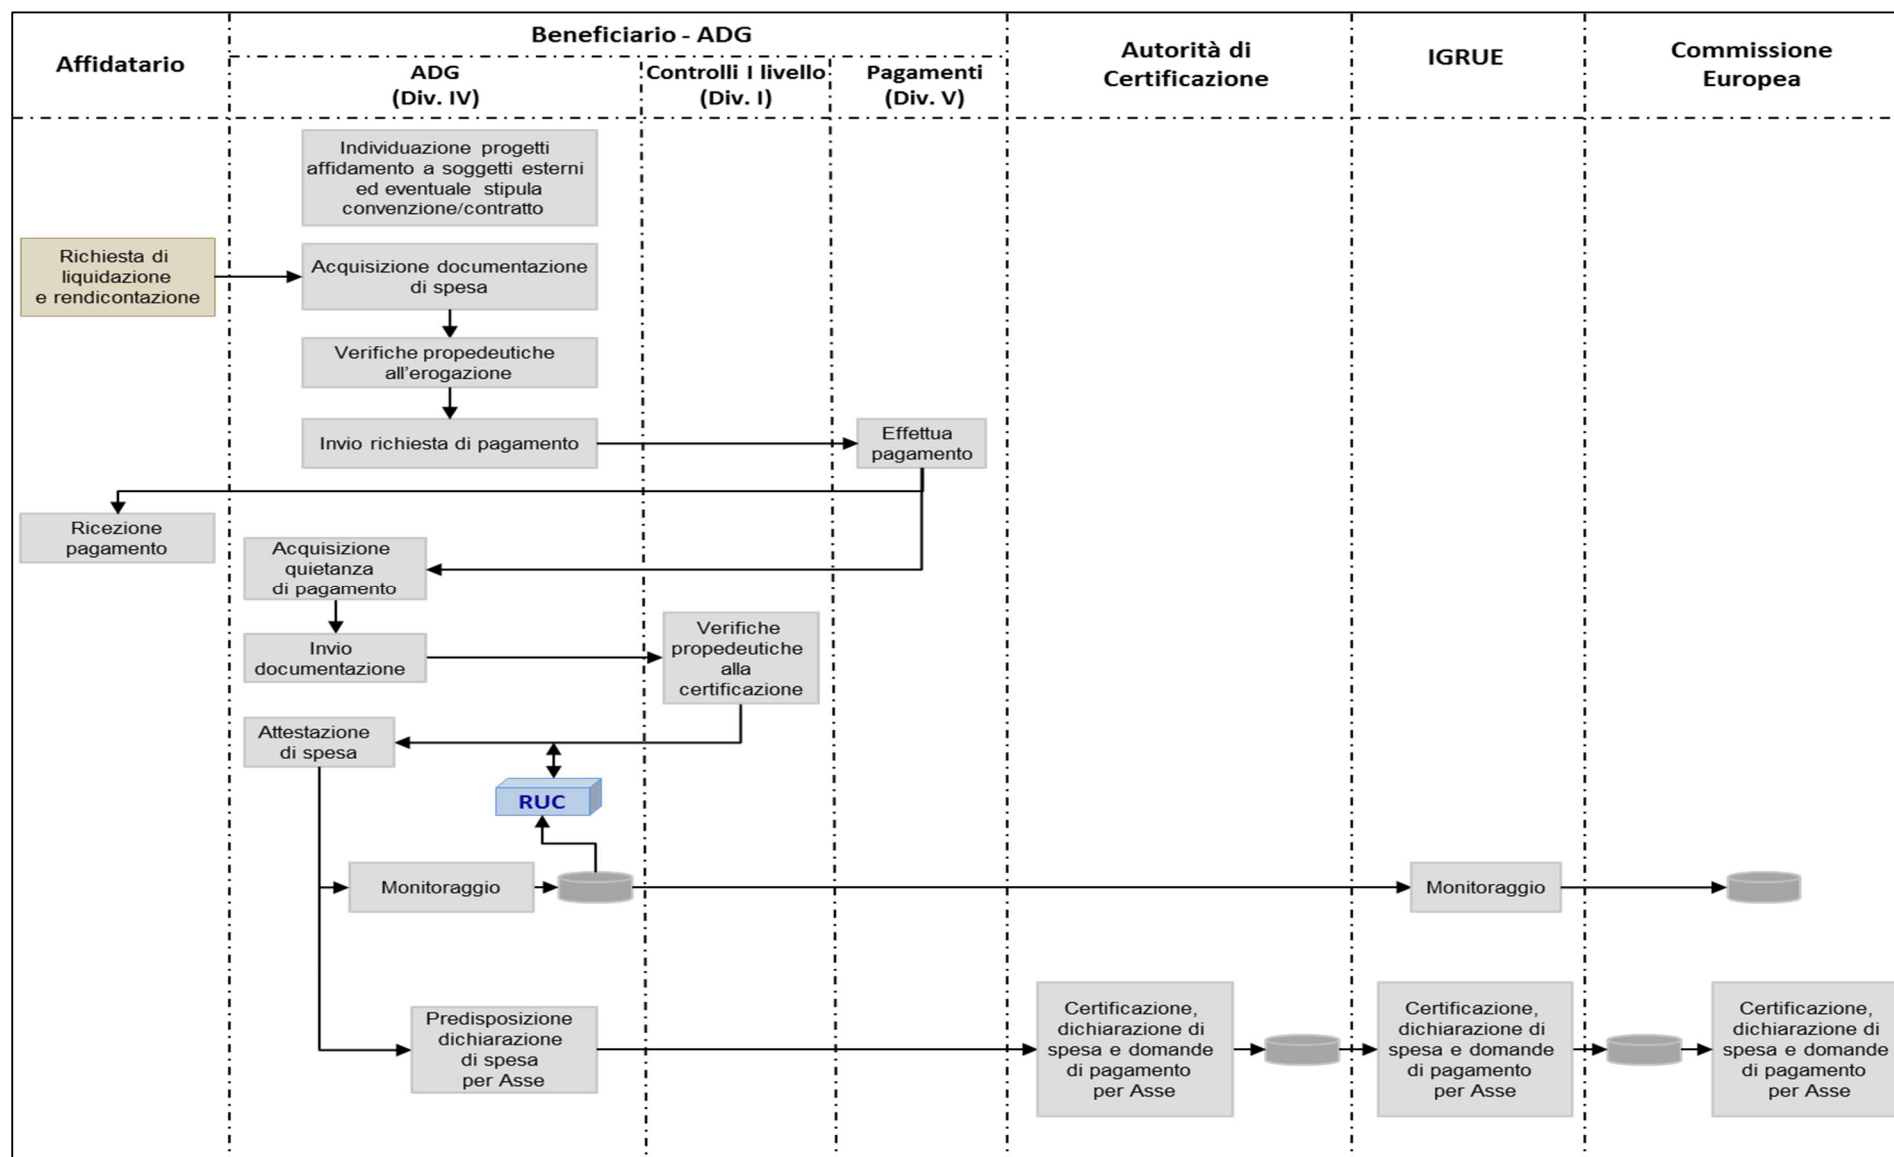 Affidatario
Beneficiario - ADG
ADG
(Div. IV)
Controlli I livello
(Div. I)
Pagamenti
(Div. V)
Autorità di
Certificazione
IGRUE
Commissione
Europea
Individuazione progetti
affidamento a soggetti esterni
ed eventuale stipula
convenzione/contratto
Richiesta di
liquidazione
e rendicontazione
Acquisizione documentazione
di spesa
Verifiche propedeutiche
all'erogazione
Invio richiesta di pagamento
Effettua
pagamento
Ricezione
pagamento
Acquisizione
quietanza
di pagamento
Invio
documentazione
Verifiche
propedeutiche
alla
certificazione
Attestazione
di spesa
RUC
Monitoraggio
Monitoraggio
Predisposizione
dichiarazione
di spesa
per Asse
Certificazione,
dichiarazione di
spesa e domande
di pagamento
per Asse
Certificazione,
dichiarazione di
spesa e domande
di pagamento
per Asse
Certificazione,
dichiarazione di
spesa e domande
di pagamento
per Asse